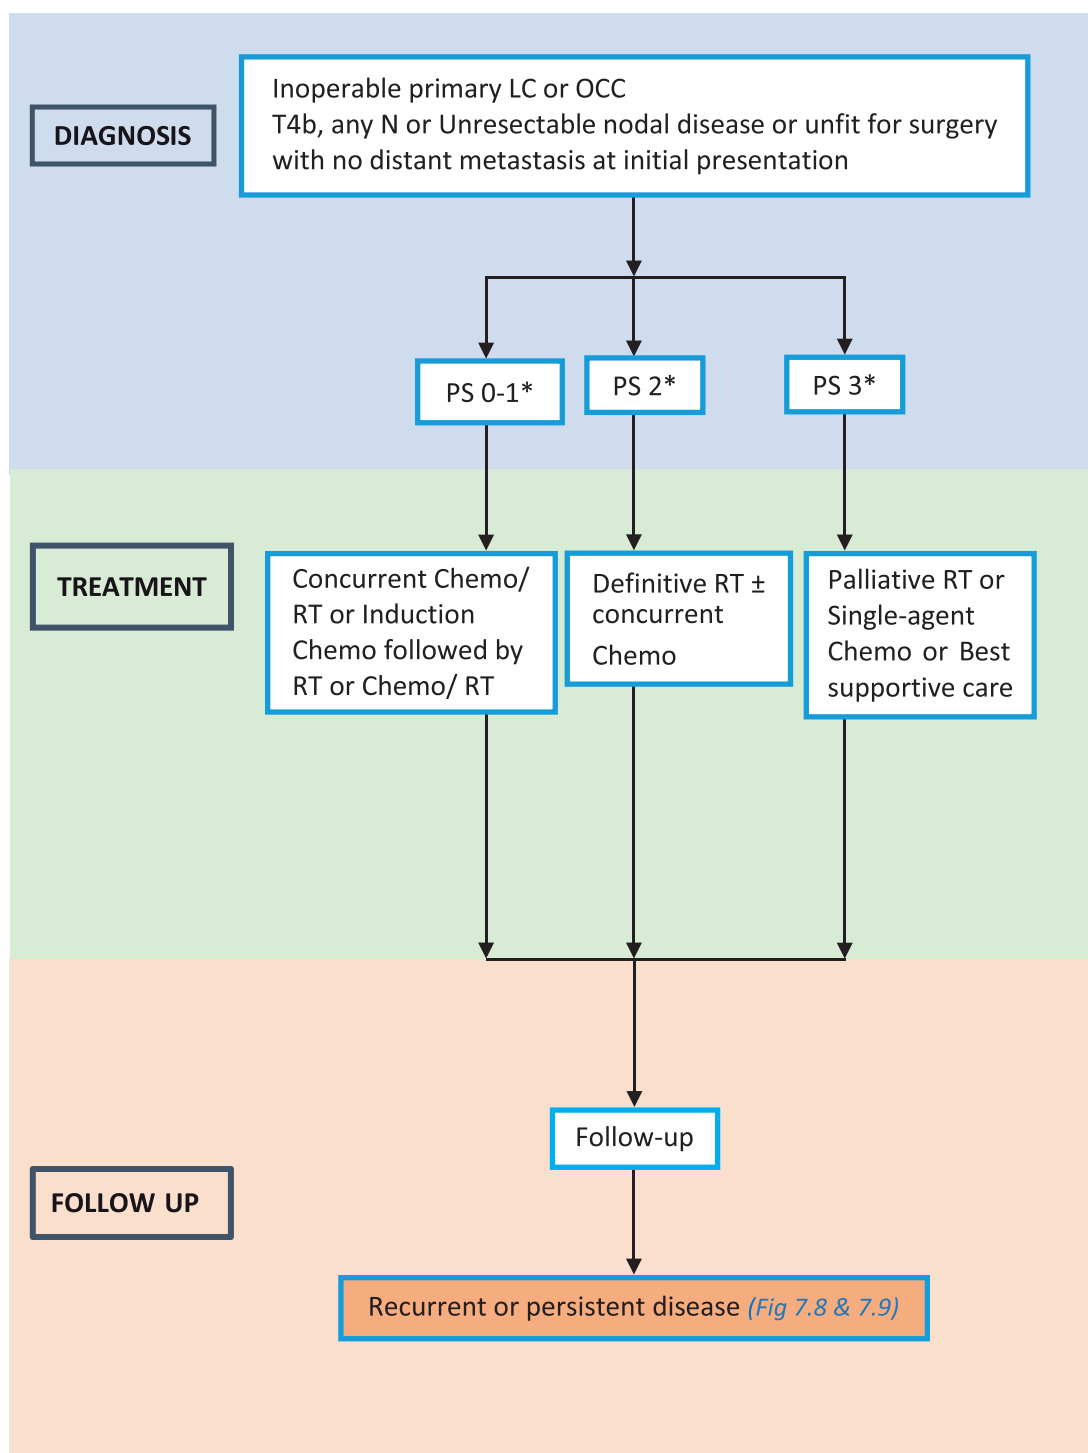 DIAGNOSIS
Inoperable primary LC or OCC
T4b, any N or Unresectable nodal disease or unfit for surgery
with no distant metastasis at initial presentation
PS 0-1*
PS 2*
PS 3*
TREATMENT
Concurrent Chemo/
RT or Induction
Chemo followed by
RT or Chemo/ RT
Definitive RT ±
concurrent
Chemo
Palliative RT or
Single-agent
Chemo or Best
supportive care
Follow-up
FOLLOW UP
Recurrent or persistent disease (Fig 7.8 & 7.9)